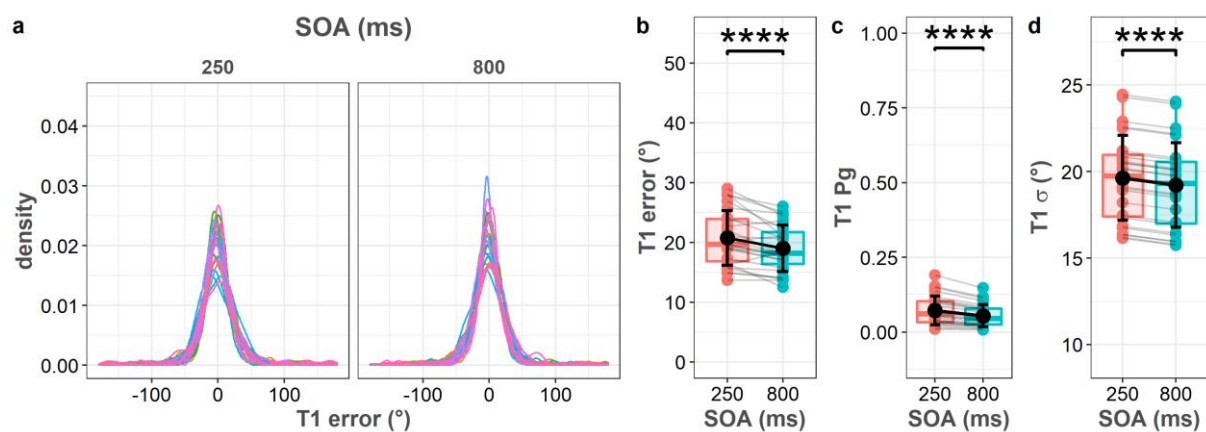 a
SOA (ms)
250
800
density
0.04
0.03
0.02
0.01
0.00
-100
0
100
-100
0
100
T1 error (°)
b
****
T1 error (°)
50
40
30
20
10
0
250
800
SOA (ms)
c
****
T1 Pg
1.00
0.75
0.50
0.25
0.00
250
800
SOA (ms)
d
****
T1 σ (°)
25
20
15
10
250
800
SOA (ms)